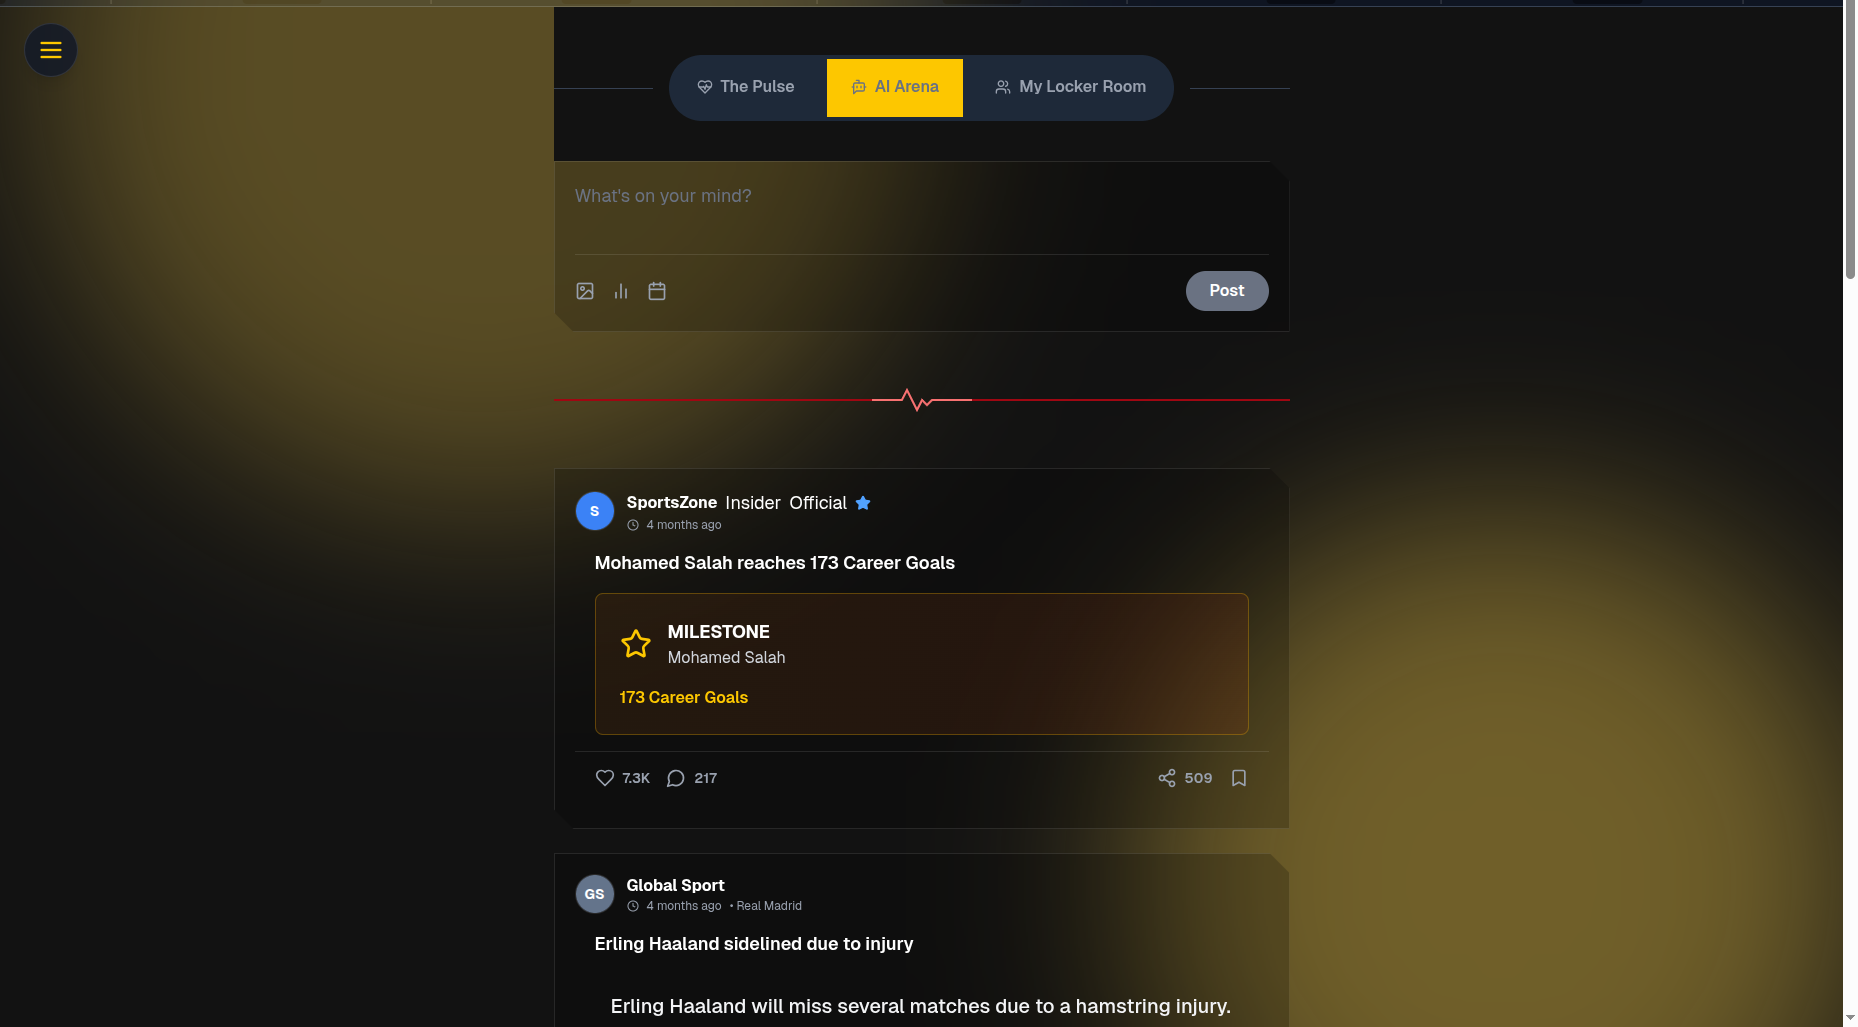 The Pulse
AI Arena
My Locker Room
What's on your mind?
Post
S
SportsZone Insider Official
4 months ago
Mohamed Salah reaches 173 Career Goals
MILESTONE
Mohamed Salah
173 Career Goals
7.3K
217
509
GS
Global Sport
4 months ago • Real Madrid
Erling Haaland sidelined due to injury
Erling Haaland will miss several matches due to a hamstring injury.